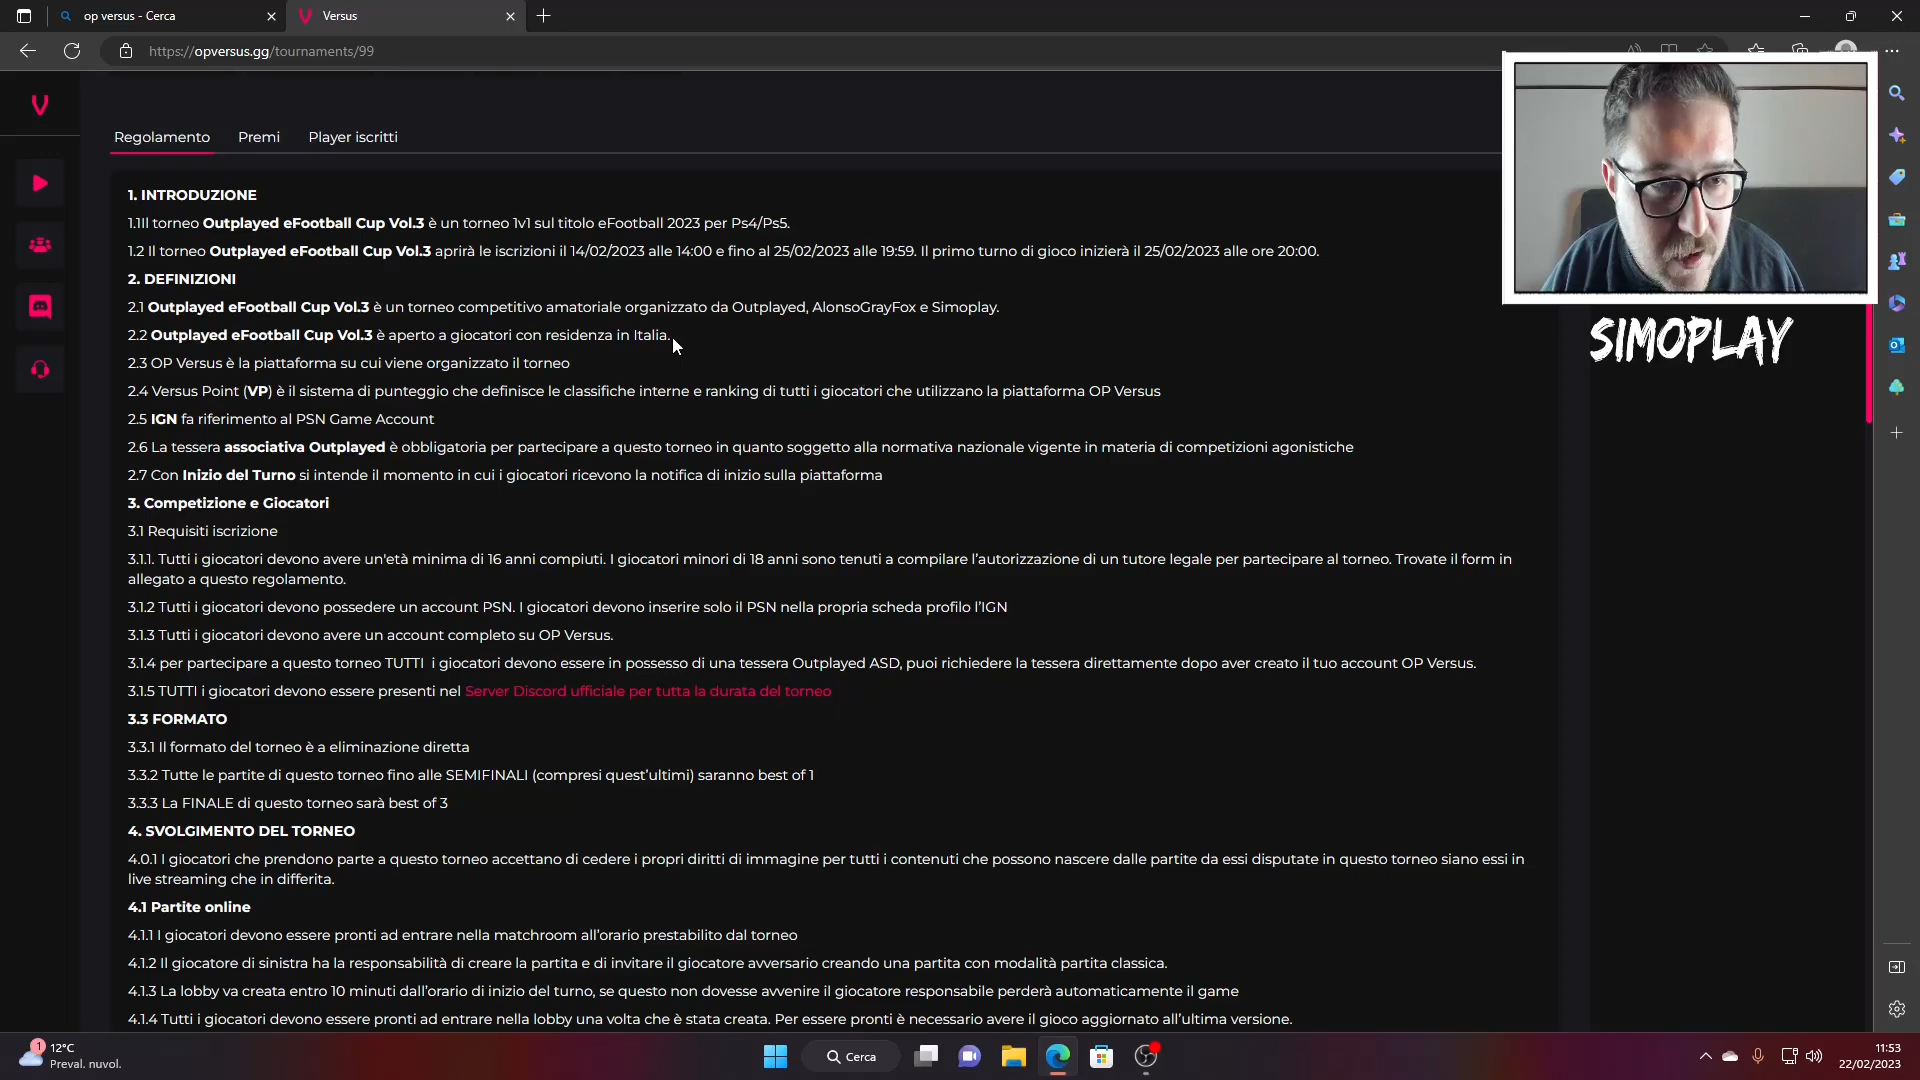 op versus - Cerca
Versus
https://opversus.gg/tournaments/99
Regolamento Premi Player iscritti
1. INTRODUZIONE
1.1Il torneo Outplayed eFootball Cup Vol.3 è un torneo 1v1 sul titolo eFootball 2023 per Ps4/Ps5.
1.2 Il torneo Outplayed eFootball Cup Vol.3 aprirà le iscrizioni il 14/02/2023 alle 14:00 e fino al 25/02/2023 alle 19:59. Il primo turno di gioco inizierà il 25/02/2023 alle ore 20:00.
2. DEFINIZIONI
2.1 Outplayed eFootball Cup Vol.3 è un torneo competitivo amatoriale organizzato da Outplayed, AlonsoGrayFox e Simoplay.
2.2 Outplayed eFootball Cup Vol.3 è aperto a giocatori con residenza in Italia.
2.3 OP Versus è la piattaforma su cui viene organizzato il torneo
2.4 Versus Point (VP) è il sistema di punteggio che definisce le classifiche interne e ranking di tutti i giocatori che utilizzano la piattaforma OP Versus
2.5 IGN fa riferimento al PSN Game Account
2.6 La tessera associativa Outplayed è obbligatoria per partecipare a questo torneo in quanto soggetto alla normativa nazionale vigente in materia di competizioni agonistiche
2.7 Con Inizio del Turno si intende il momento in cui i giocatori ricevono la notifica di inizio sulla piattaforma
3. Competizione e Giocatori
3.1 Requisiti iscrizione
3.1.1. Tutti i giocatori devono avere un'età minima di 16 anni compiuti. I giocatori minori di 18 anni sono tenuti a compilare l'autorizzazione di un tutore legale per partecipare al torneo. Trovate il form in
allegato a questo regolamento.
3.1.2 Tutti i giocatori devono possedere un account PSN. I giocatori devono inserire solo il PSN nella propria scheda profilo l'IGN
3.1.3 Tutti i giocatori devono avere un account completo su OP Versus.
3.1.4 per partecipare a questo torneo TUTTI i giocatori devono essere in possesso di una tessera Outplayed ASD, puoi richiedere la tessera direttamente dopo aver creato il tuo account OP Versus.
3.1.5 TUTTI i giocatori devono essere presenti nel Server Discord ufficiale per tutta la durata del torneo
3.3 FORMATO
3.3.1 Il formato del torneo è a eliminazione diretta
3.3.2 Tutte le partite di questo torneo fino alle SEMIFINALI (compresi quest'ultimi) saranno best of 1
3.3.3 La FINALE di questo torneo sarà best of 3
4. SVOLGIMENTO DEL TORNEO
4.0.1 I giocatori che prendono parte a questo torneo accettano di cedere i propri diritti di immagine per tutti i contenuti che possono nascere dalle partite da essi disputate in questo torneo siano essi in
live streaming che in differita.
4.1 Partite online
4.1.1 I giocatori devono essere pronti ad entrare nella matchroom all'orario prestabilito dal torneo
4.1.2 Il giocatore di sinistra ha la responsabilità di creare la partita e di invitare il giocatore avversario creando una partita con modalità partita classica.
4.1.3 La lobby va creata entro 10 minuti dall'orario di inizio del turno, se questo non dovesse avvenire il giocatore responsabile perderà automaticamente il game
4.1.4 Tutti i giocatori devono essere pronti ad entrare nella lobby una volta che è stata creata. Per essere pronti è necessario avere il gioco aggiornato all'ultima versione.
SIMOPLAY
1
12°C
Preval. nuvol.
Cerca
11:53
22/02/2023